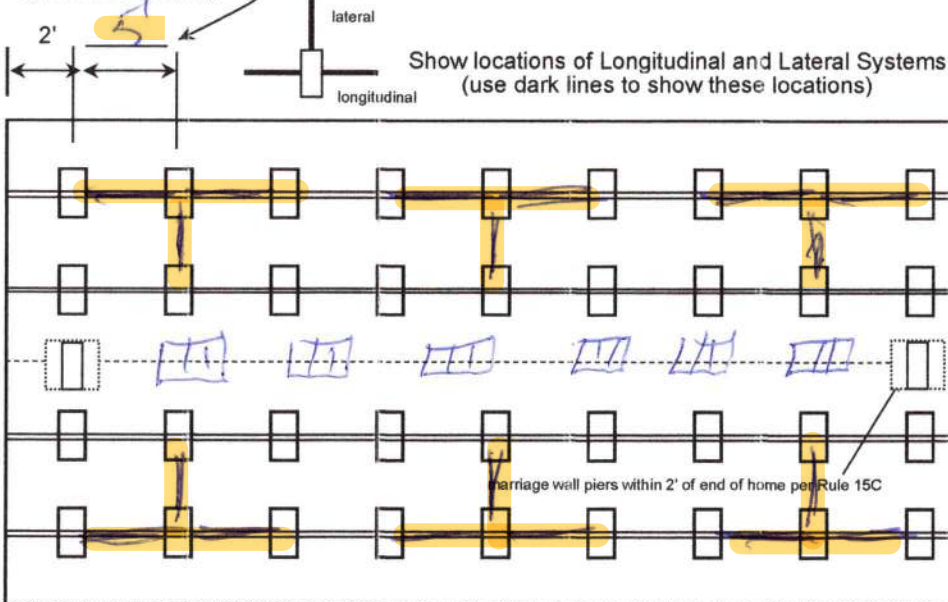 lateral
5
2'
Show locations of Longitudinal and Lateral Systems
(use dark lines to show these locations)
longitudinal
marriage wall piers within 2' of end of home per Rule 15C